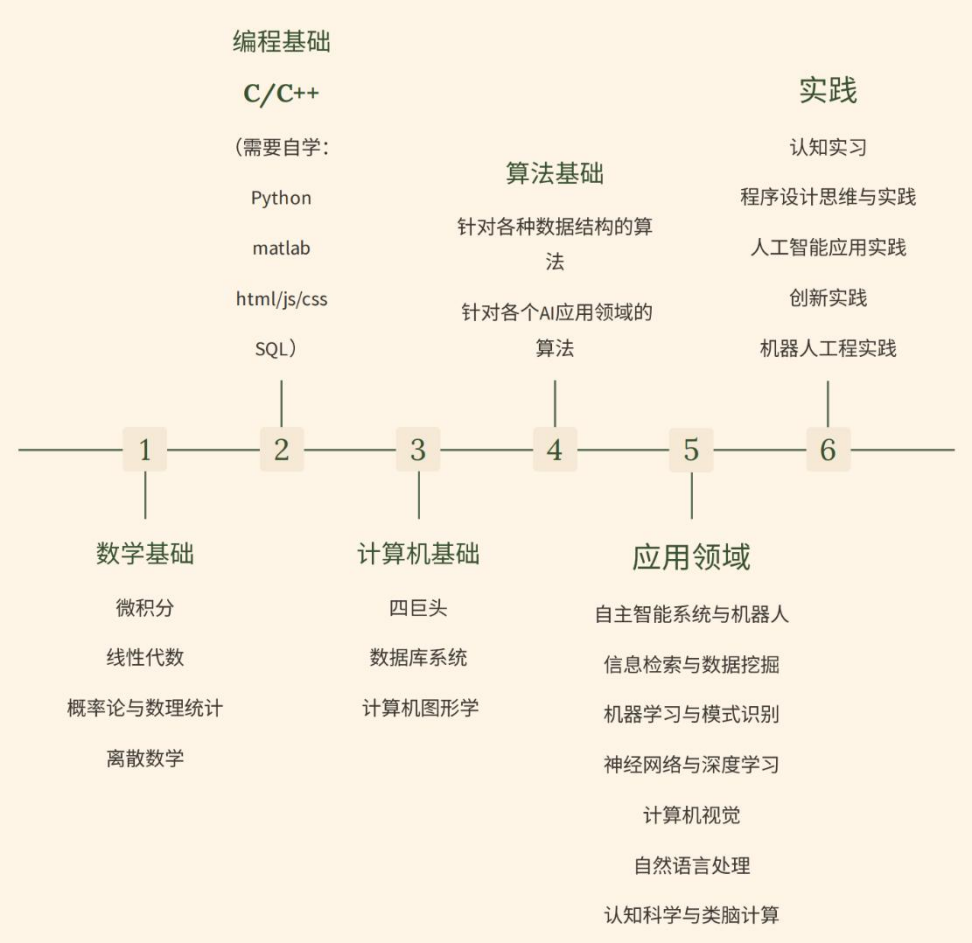 编程基础
C/C++
（需要自学：
Python
matlab
html/js/css
SQL）
算法基础
针对各种数据结构的算
法
针对各个AI应用领域的
算法
实践
认知实习
程序设计思维与实践
人工智能应用实践
创新实践
机器人工程实践
1
2
3
4
5
6
数学基础
微积分
线性代数
概率论与数理统计
离散数学
计算机基础
四巨头
数据库系统
计算机图形学
应用领域
自主智能系统与机器人
信息检索与数据挖掘
机器学习与模式识别
神经网络与深度学习
计算机视觉
自然语言处理
认知科学与类脑计算